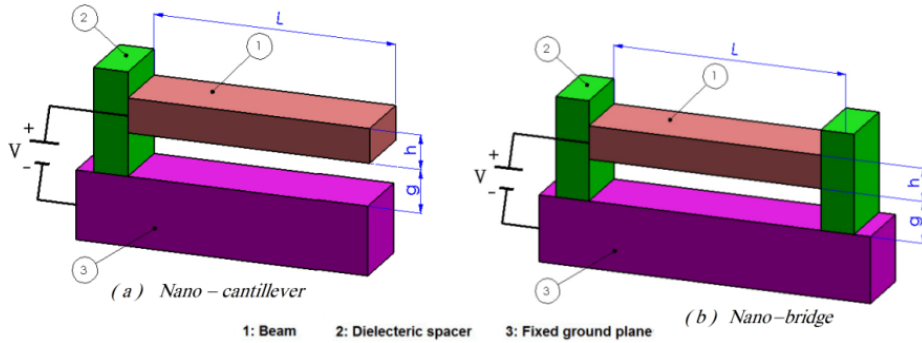 2
L
1
V
+
-
h
g
3
( a ) Nano – cantillever
2
L
1
V
+
-
h
g
3
( b ) Nano–bridge
1: Beam 2: Dielecteric spacer 3: Fixed ground plane